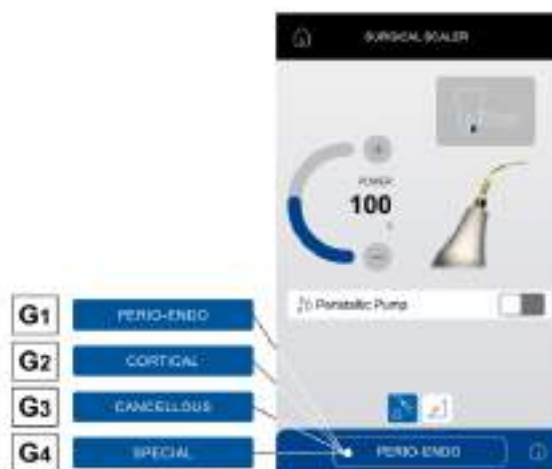 SURGICAL SCALER
POWER
100
Peristaltic Pump
G1 PERIO-ENDO
G2 CORTICAL
G3 CANCELLOUS
G4 SPECIAL
PERIO-ENDO